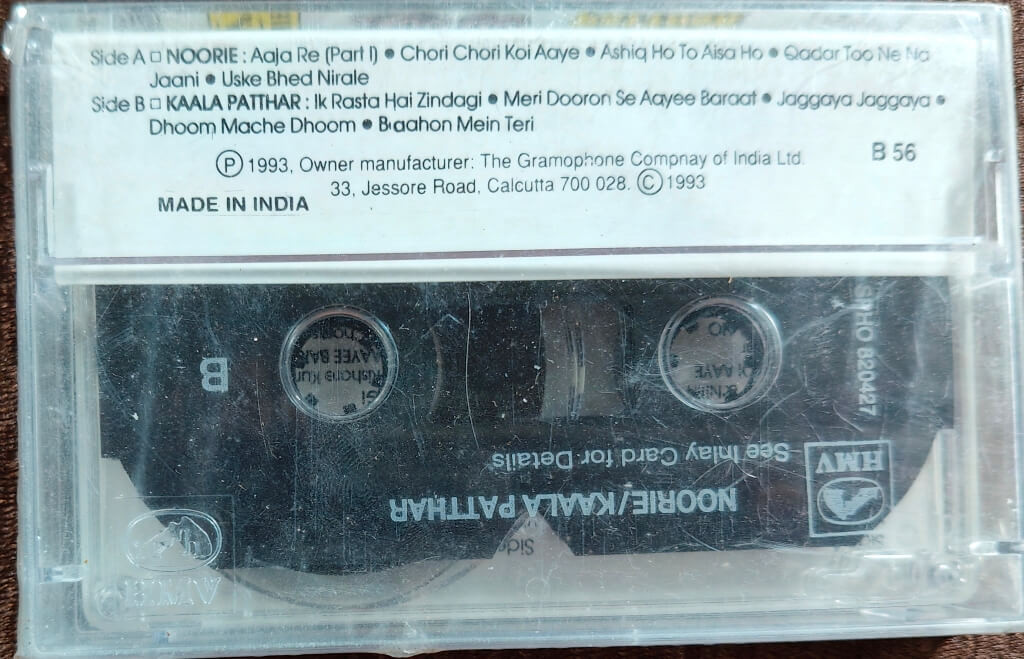 Side A □ NOORIE : Aaja Re (Part I) ● Chori Chori Koi Aaye ● Ashiq Ho To Aisa Ho ● Qadar Too Ne Na
Jaani ● Uske Bhed Nirale
Side B □ KAALA PATTHAR : Ik Rasta Hai Zindagi ● Meri Dooron Se Aayee Baraat ● Jaggaya Jaggaya ●
Dhoom Mache Dhoom ● Baahon Mein Teri
Ⓟ 1993, Owner manufacturer: The Gramophone Compnay of India Ltd.
33, Jessore Road, Calcutta 700 028. © 1993
B 56
MADE IN INDIA
B
820427
See Inlay Card for Details
HMV
NOORIE/KAALA PATTHAR
Side